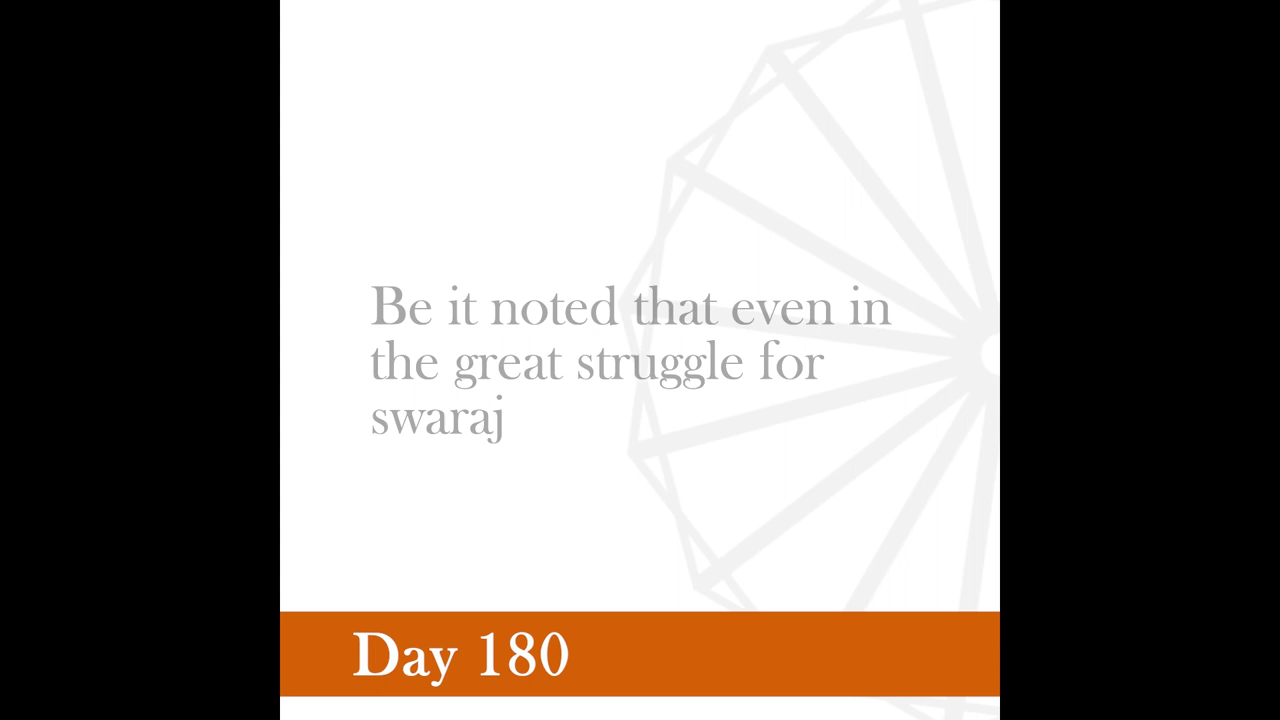 Be it noted that even in
the great struggle for
swaraj
Day 180